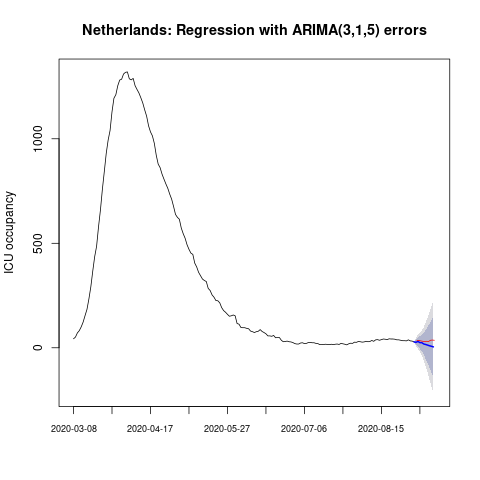 Netherlands: Regression with ARIMA(3,1,5) errors
ICU occupancy
1000
500
0
2020-03-08 2020-04-17 2020-05-27 2020-07-06 2020-08-15